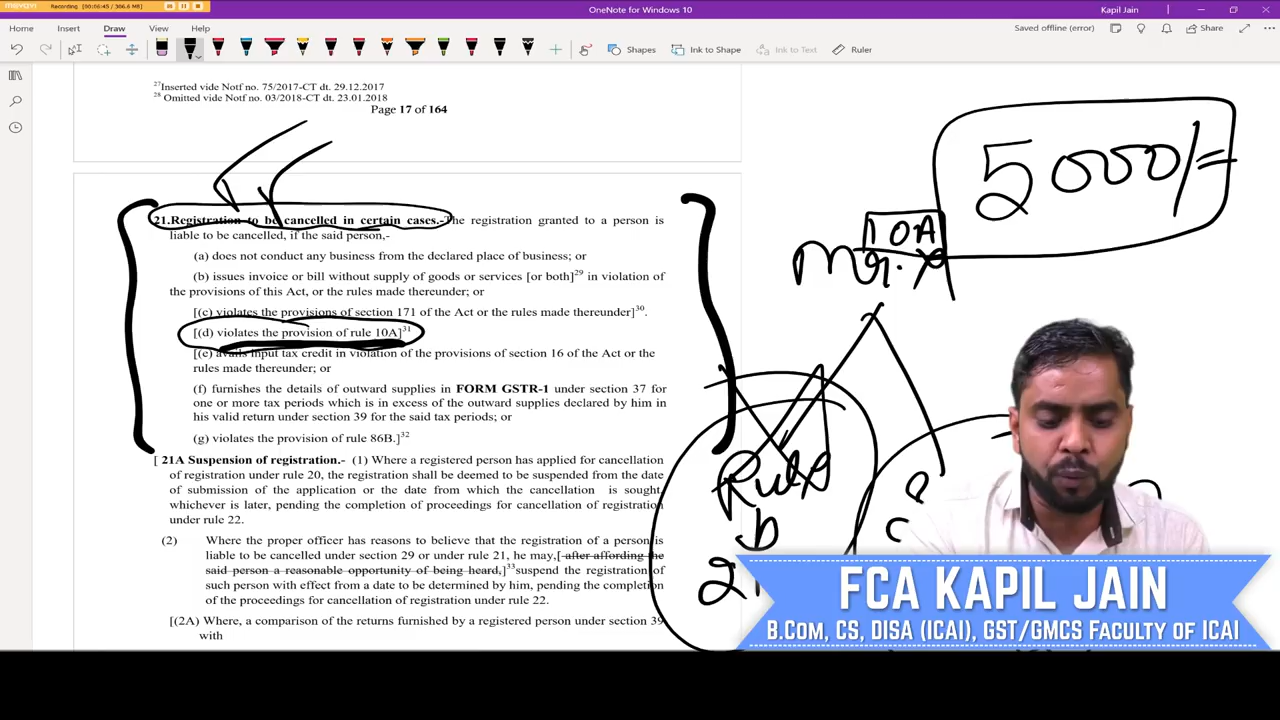 movavi Recording 00:06:45 / 306.6 MB
OneNote for Windows 10
Kapil Jain
Home Insert Draw View Help
Saved offline (error) Share
Shapes Ink to Shape Ink to Text Ruler
27Inserted vide Notf no. 75/2017-CT dt. 29.12.2017
28 Omitted vide Notf no. 03/2018-CT dt. 23.01.2018
Page 17 of 164
5000/=
10A
Mr. X
21.Registration to be cancelled in certain cases.-The registration granted to a person is
liable to be cancelled, if the said person,-
(a) does not conduct any business from the declared place of business; or
(b) issues invoice or bill without supply of goods or services [or both]29 in violation of
the provisions of this Act, or the rules made thereunder; or
[(c) violates the provisions of section 171 of the Act or the rules made thereunder]30.
[(d) violates the provision of rule 10A]31
[(e) avails input tax credit in violation of the provisions of section 16 of the Act or the
rules made thereunder; or
(f) furnishes the details of outward supplies in FORM GSTR-1 under section 37 for
one or more tax periods which is in excess of the outward supplies declared by him in
his valid return under section 39 for the said tax periods; or
(g) violates the provision of rule 86B.]32
[ 21A Suspension of registration.- (1) Where a registered person has applied for cancellation
of registration under rule 20, the registration shall be deemed to be suspended from the date
of submission of the application or the date from which the cancellation is sought,
whichever is later, pending the completion of proceedings for cancellation of registration
under rule 22.
(2) Where the proper officer has reasons to believe that the registration of a person is
liable to be cancelled under section 29 or under rule 21, he may,[ after affording the
said person a reasonable opportunity of being heard,]33suspend the registration of
such person with effect from a date to be determined by him, pending the completion
of the proceedings for cancellation of registration under rule 22.
[(2A) Where, a comparison of the returns furnished by a registered person under section 39
with
Rule
FCA KAPIL JAIN
B.Com, CS, DISA (ICAI), GST/GMCS Faculty of ICAI